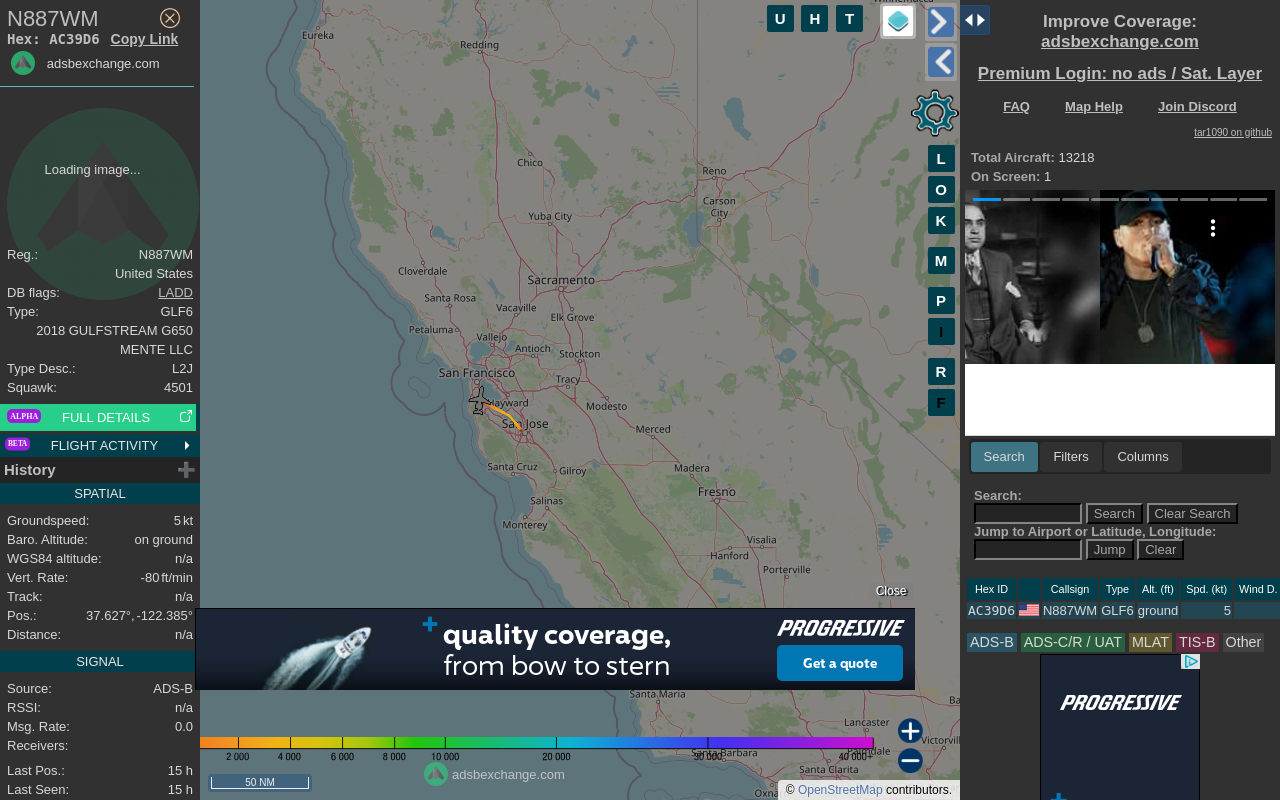 N887WM
Hex: AC39D6 Copy Link
adsbexchange.com
Loading image...
Reg.: N887WM
United States
DB flags: LADD
Type: GLF6
2018 GULFSTREAM G650
MENTE LLC
Type Desc.: L2J
Squawk: 4501
ALPHA FULL DETAILS
BETA FLIGHT ACTIVITY
History
SPATIAL
Groundspeed: 5 kt
Baro. Altitude: on ground
WGS84 altitude: n/a
Vert. Rate: -80 ft/min
Track: n/a
Pos.: 37.627°, -122.385°
Distance: n/a
SIGNAL
Source: ADS-B
RSSI: n/a
Msg. Rate: 0.0
Receivers:
Last Pos.: 15 h
Last Seen: 15 h
U H T
L
O
K
M
P
I
R
F
Eureka
Redding
Chico
Reno
Carson
City
Yuba City
Cloverdale
Sacramento
Santa Rosa
Vacaville
Elk Grove
Petaluma
Vallejo
Antioch
Stockton
San Francisco
Tracy
Hayward
Modesto
San Jose
Merced
Santa Cruz
Gilroy
Madera
Salinas
Fresno
Monterey
Visalia
Hanford
Porterville
Close
quality coverage,
from bow to stern
PROGRESSIVE
Get a quote
Santa Maria
Lancaster
Santa Barbara
Palmdale
Santa Clarita
2 000 4 000 6 000 8 000 10 000 20 000 30 000 40 000+
50 NM
adsbexchange.com
© OpenStreetMap contributors.
Improve Coverage:
adsbexchange.com
Premium Login: no ads / Sat. Layer
FAQ Map Help Join Discord
tar1090 on github
Total Aircraft: 13218
On Screen: 1
Search Filters Columns
Search:
Search Clear Search
Jump to Airport or Latitude, Longitude:
Jump Clear
Hex ID Callsign Type Alt. (ft) Spd. (kt) Wind D.
AC39D6 N887WM GLF6 ground 5
ADS-B ADS-C/R / UAT MLAT TIS-B Other
PROGRESSIVE